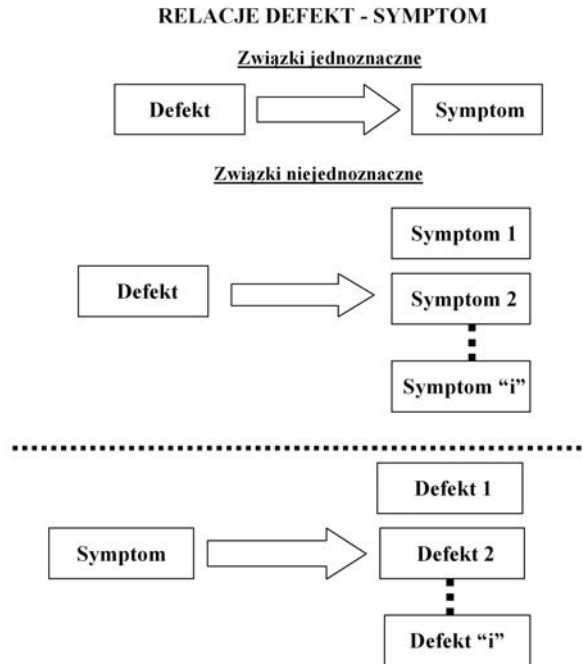 RELACJE DEFEKT - SYMPTOM
Związki jednoznaczne
Defekt
Symptom
Związki niejednoznaczne
Symptom 1
Defekt
Symptom 2
Symptom “i”
Defekt 1
Symptom
Defekt 2
Defekt “i”